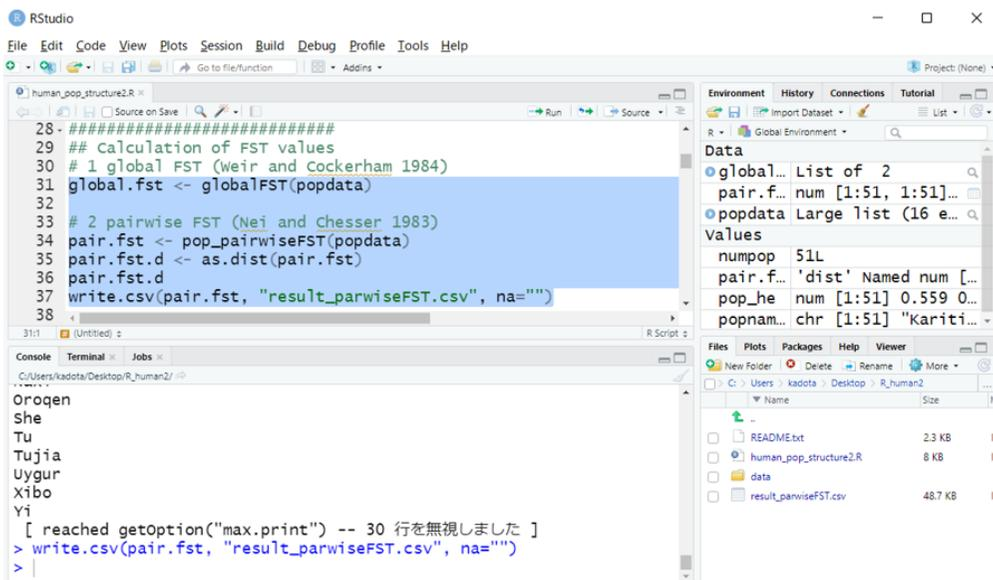 RStudio
File Edit Code View Plots Session Build Debug Profile Tools Help
Go to file/function Addins Project: (None)
human_pop_structure2.R
Source on Save Run Source
28 ############################
29 ## Calculation of FST values
30 # 1 global FST (Weir and Cockerham 1984)
31 global.fst <- globalFST(popdata)
32
33 # 2 pairwise FST (Nei and Chesser 1983)
34 pair.fst <- pop_pairwiseFST(popdata)
35 pair.fst.d <- as.dist(pair.fst)
36 pair.fst.d
37 write.csv(pair.fst, "result_parwiseFST.csv", na="")
38
31:1 (Untitled) R Script
Console Terminal Jobs
C:/Users/kadota/Desktop/R_human2/
Oroqen
She
Tu
Tujia
Uygur
Xibo
Yi
[ reached getOption("max.print") -- 30 行を無視しました ]
> write.csv(pair.fst, "result_parwiseFST.csv", na="")
>
Environment History Connections Tutorial
Import Dataset List
R Global Environment
Data
global... List of 2
pair.f... num [1:51, 1:51]...
popdata Large list (16 e...
Values
numpop 51L
pair.f... 'dist' Named num [...
pop_he num [1:51] 0.559 0...
popnam... chr [1:51] "Kariti...
Files Plots Packages Help Viewer
New Folder Delete Rename More
C: Users kadota Desktop R_human2 ...
Name Size
..
README.txt 2.3 KB
human_pop_structure2.R 8 KB
data
result_parwiseFST.csv 48.7 KB